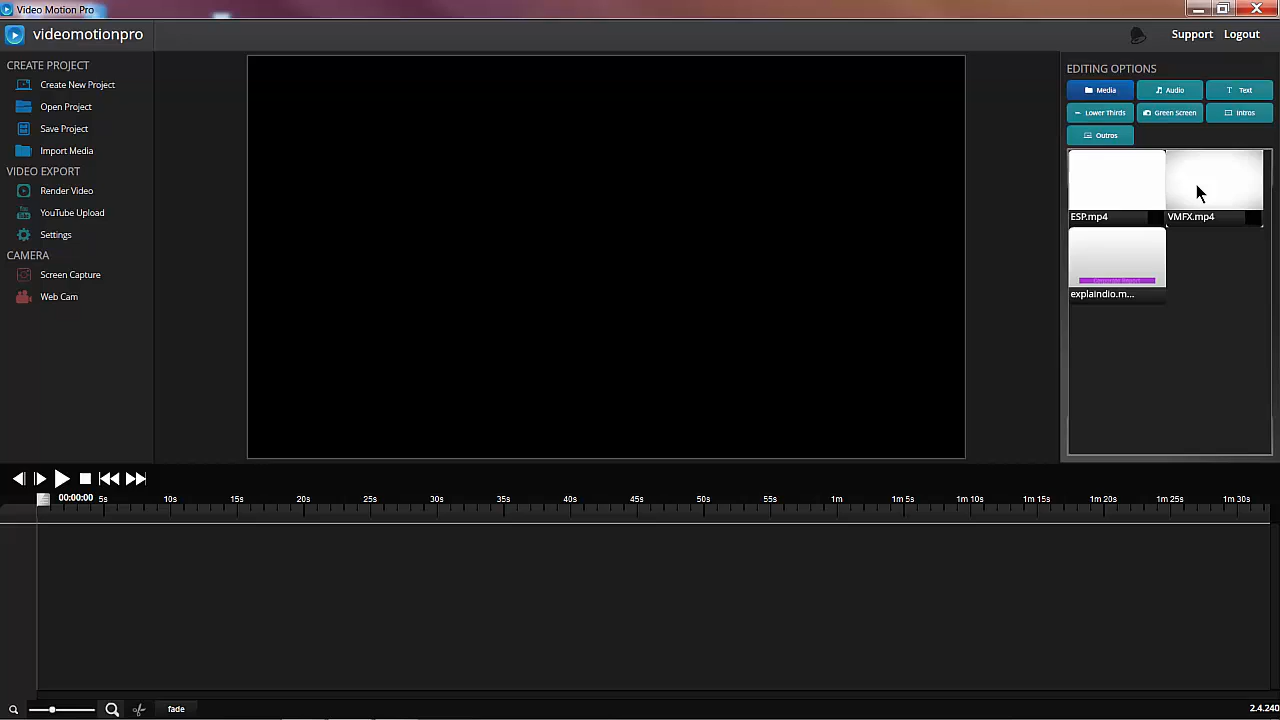 Video Motion Pro
videomotionpro
Support Logout
CREATE PROJECT
Create New Project
Open Project
Save Project
Import Media
VIDEO EXPORT
Render Video
YouTube Upload
Settings
CAMERA
Screen Capture
Web Cam
EDITING OPTIONS
Media Audio Text
Lower Thirds Green Screen Intros
Outros
ESP.mp4 VMFX.mp4
Corporate Report
explaindio.m...
00:00:00 5s 10s 15s 20s 25s 30s 35s 40s 45s 50s 55s 1m 1m 5s 1m 10s 1m 15s 1m 20s 1m 25s 1m 30s
fade
2.4.240